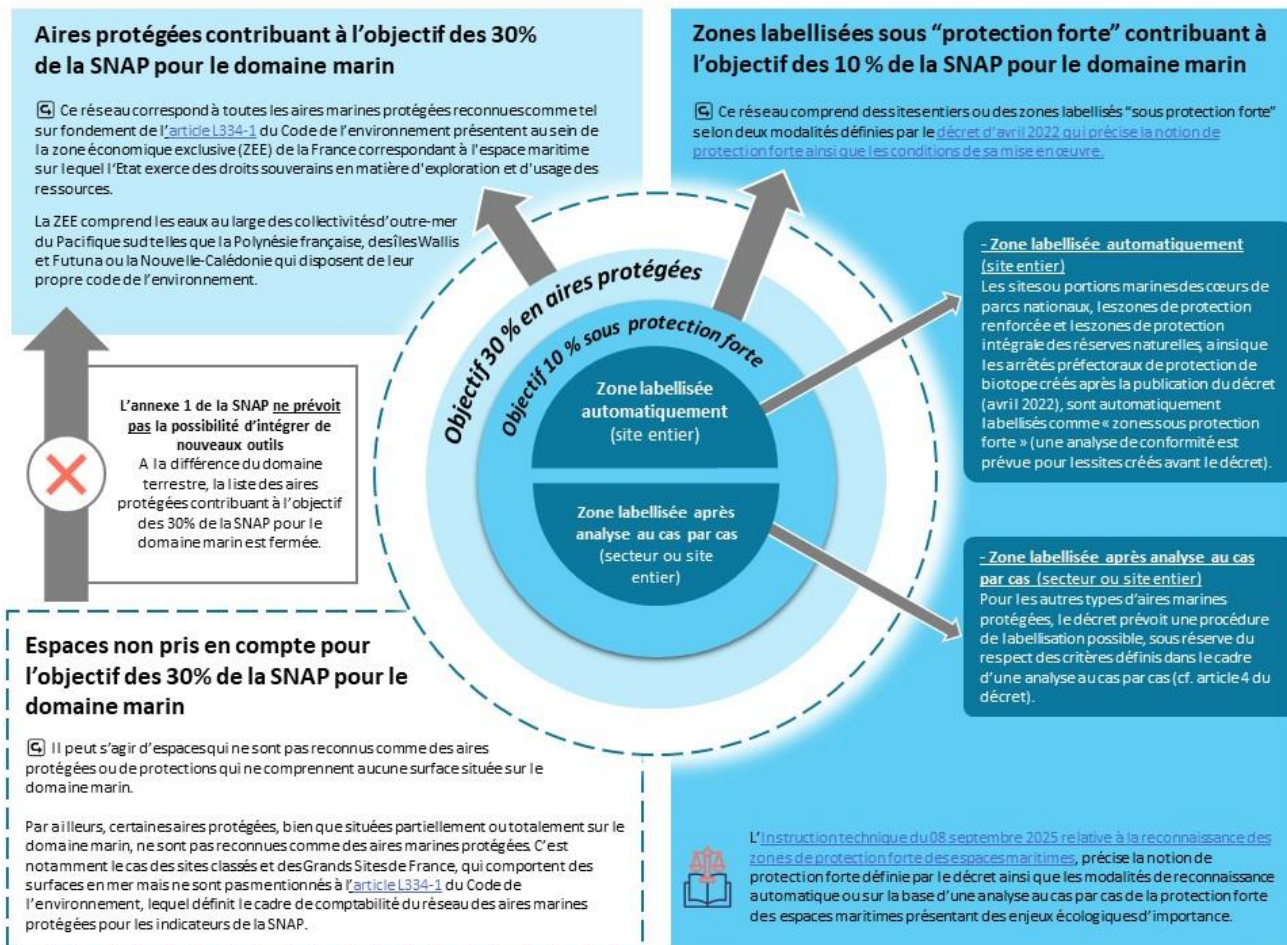 Aires protégées contribuant à l'objectif des 30%
de la SNAP pour le domaine marin
Ce réseau correspond à toutes les aires marines protégées reconnues comme tel
sur fondement de l'article L334-1 du Code de l'environnement présentent au sein de
la zone économique exclusive (ZEE) de la France correspondant à l'espace maritime
sur lequel l'Etat exerce des droits souverains en matière d'exploration et d'usage des
ressources.
La ZEE comprend les eaux au large des collectivités d'outre-mer
du Pacifique sud telles que la Polynésie française, des îles Wallis
et Futuna ou la Nouvelle-Calédonie qui disposent de leur
propre code de l'environnement.
Zones labellisées sous "protection forte" contribuant à
l'objectif des 10 % de la SNAP pour le domaine marin
Ce réseau comprend des sites entiers ou des zones labellisés "sous protection forte"
selon deux modalités définies par le décret d'avril 2022 qui précise la notion de
protection forte ainsi que les conditions de sa mise en œuvre.
Objectif 30 % en aires protégées
Objectif 10 % sous protection forte
Zone labellisée
automatiquement
(site entier)
Zone labellisée après
analyse au cas par cas
(secteur ou site
entier)
- Zone labellisée automatiquement
(site entier)
Les sites ou portions marines des cœurs de
parcs nationaux, les zones de protection
renforcée et les zones de protection
intégrale des réserves naturelles, ainsi que
les arrêtés préfectoraux de protection de
biotope créés après la publication du décret
(avril 2022), sont automatiquement
labellisés comme « zones sous protection
forte » (une analyse de conformité est
prévue pour les sites créés avant le décret).
- Zone labellisée après analyse au cas
par cas (secteur ou site entier)
Pour les autres types d'aires marines
protégées, le décret prévoit une procédure
de labellisation possible, sous réserve du
respect des critères définis dans le cadre
d'une analyse au cas par cas (cf. article 4 du
décret).
L'annexe 1 de la SNAP ne prévoit
pas la possibilité d'intégrer de
nouveaux outils
A la différence du domaine
terrestre, la liste des aires
protégées contribuant à l'objectif
des 30% de la SNAP pour le
domaine marin est fermée.
Espaces non pris en compte pour
l'objectif des 30% de la SNAP pour le
domaine marin
Il peut s'agir d'espaces qui ne sont pas reconnus comme des aires
protégées ou de protections qui ne comprennent aucune surface située sur le
domaine marin.
Par ailleurs, certaines aires protégées, bien que situées partiellement ou totalement sur le
domaine marin, ne sont pas reconnues comme des aires marines protégées. C'est
notamment le cas des sites classés et des Grands Sites de France, qui comportent des
surfaces en mer mais ne sont pas mentionnés à l'article L334-1 du Code de
l'environnement, lequel définit le cadre de comptabilité du réseau des aires marines
protégées pour les indicateurs de la SNAP.
L'Instruction technique du 08 septembre 2025 relative à la reconnaissance des
zones de protection forte des espaces maritimes, précise la notion de
protection forte définie par le décret ainsi que les modalités de reconnaissance
automatique ou sur la base d'une analyse au cas par cas de la protection forte
des espaces maritimes présentant des enjeux écologiques d'importance.